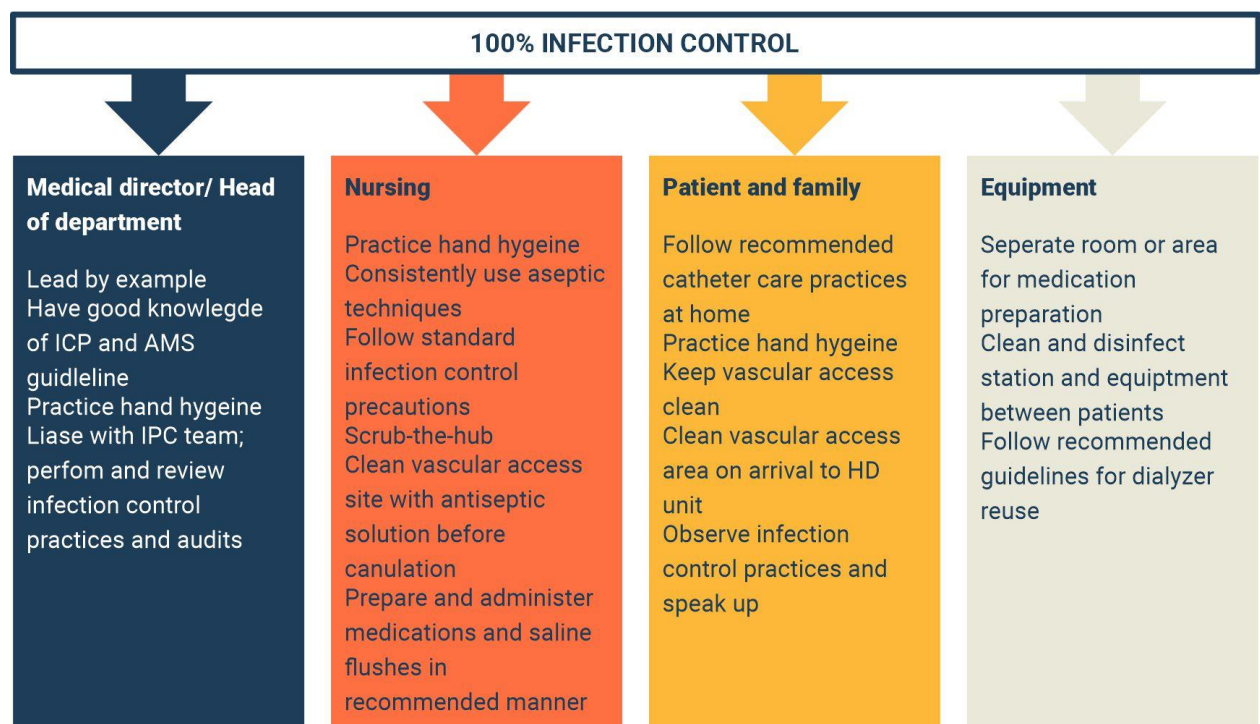 100% INFECTION CONTROL
Medical director/ Head
of department
Lead by example
Have good knowlegde
of ICP and AMS
guidleline
Practice hand hygeine
Liase with IPC team;
perfom and review
infection control
practices and audits
Nursing
Practice hand hygeine
Consistently use aseptic
techniques
Follow standard
infection control
precautions
Scrub-the-hub
Clean vascular access
site with antiseptic
solution before
canulation
Prepare and administer
medications and saline
flushes in
recommended manner
Patient and family
Follow recommended
catheter care practices
at home
Practice hand hygeine
Keep vascular access
clean
Clean vascular access
area on arrival to HD
unit
Observe infection
control practices and
speak up
Equipment
Seperate room or area
for medication
preparation
Clean and disinfect
station and equiptment
between patients
Follow recommended
guidelines for dialyzer
reuse